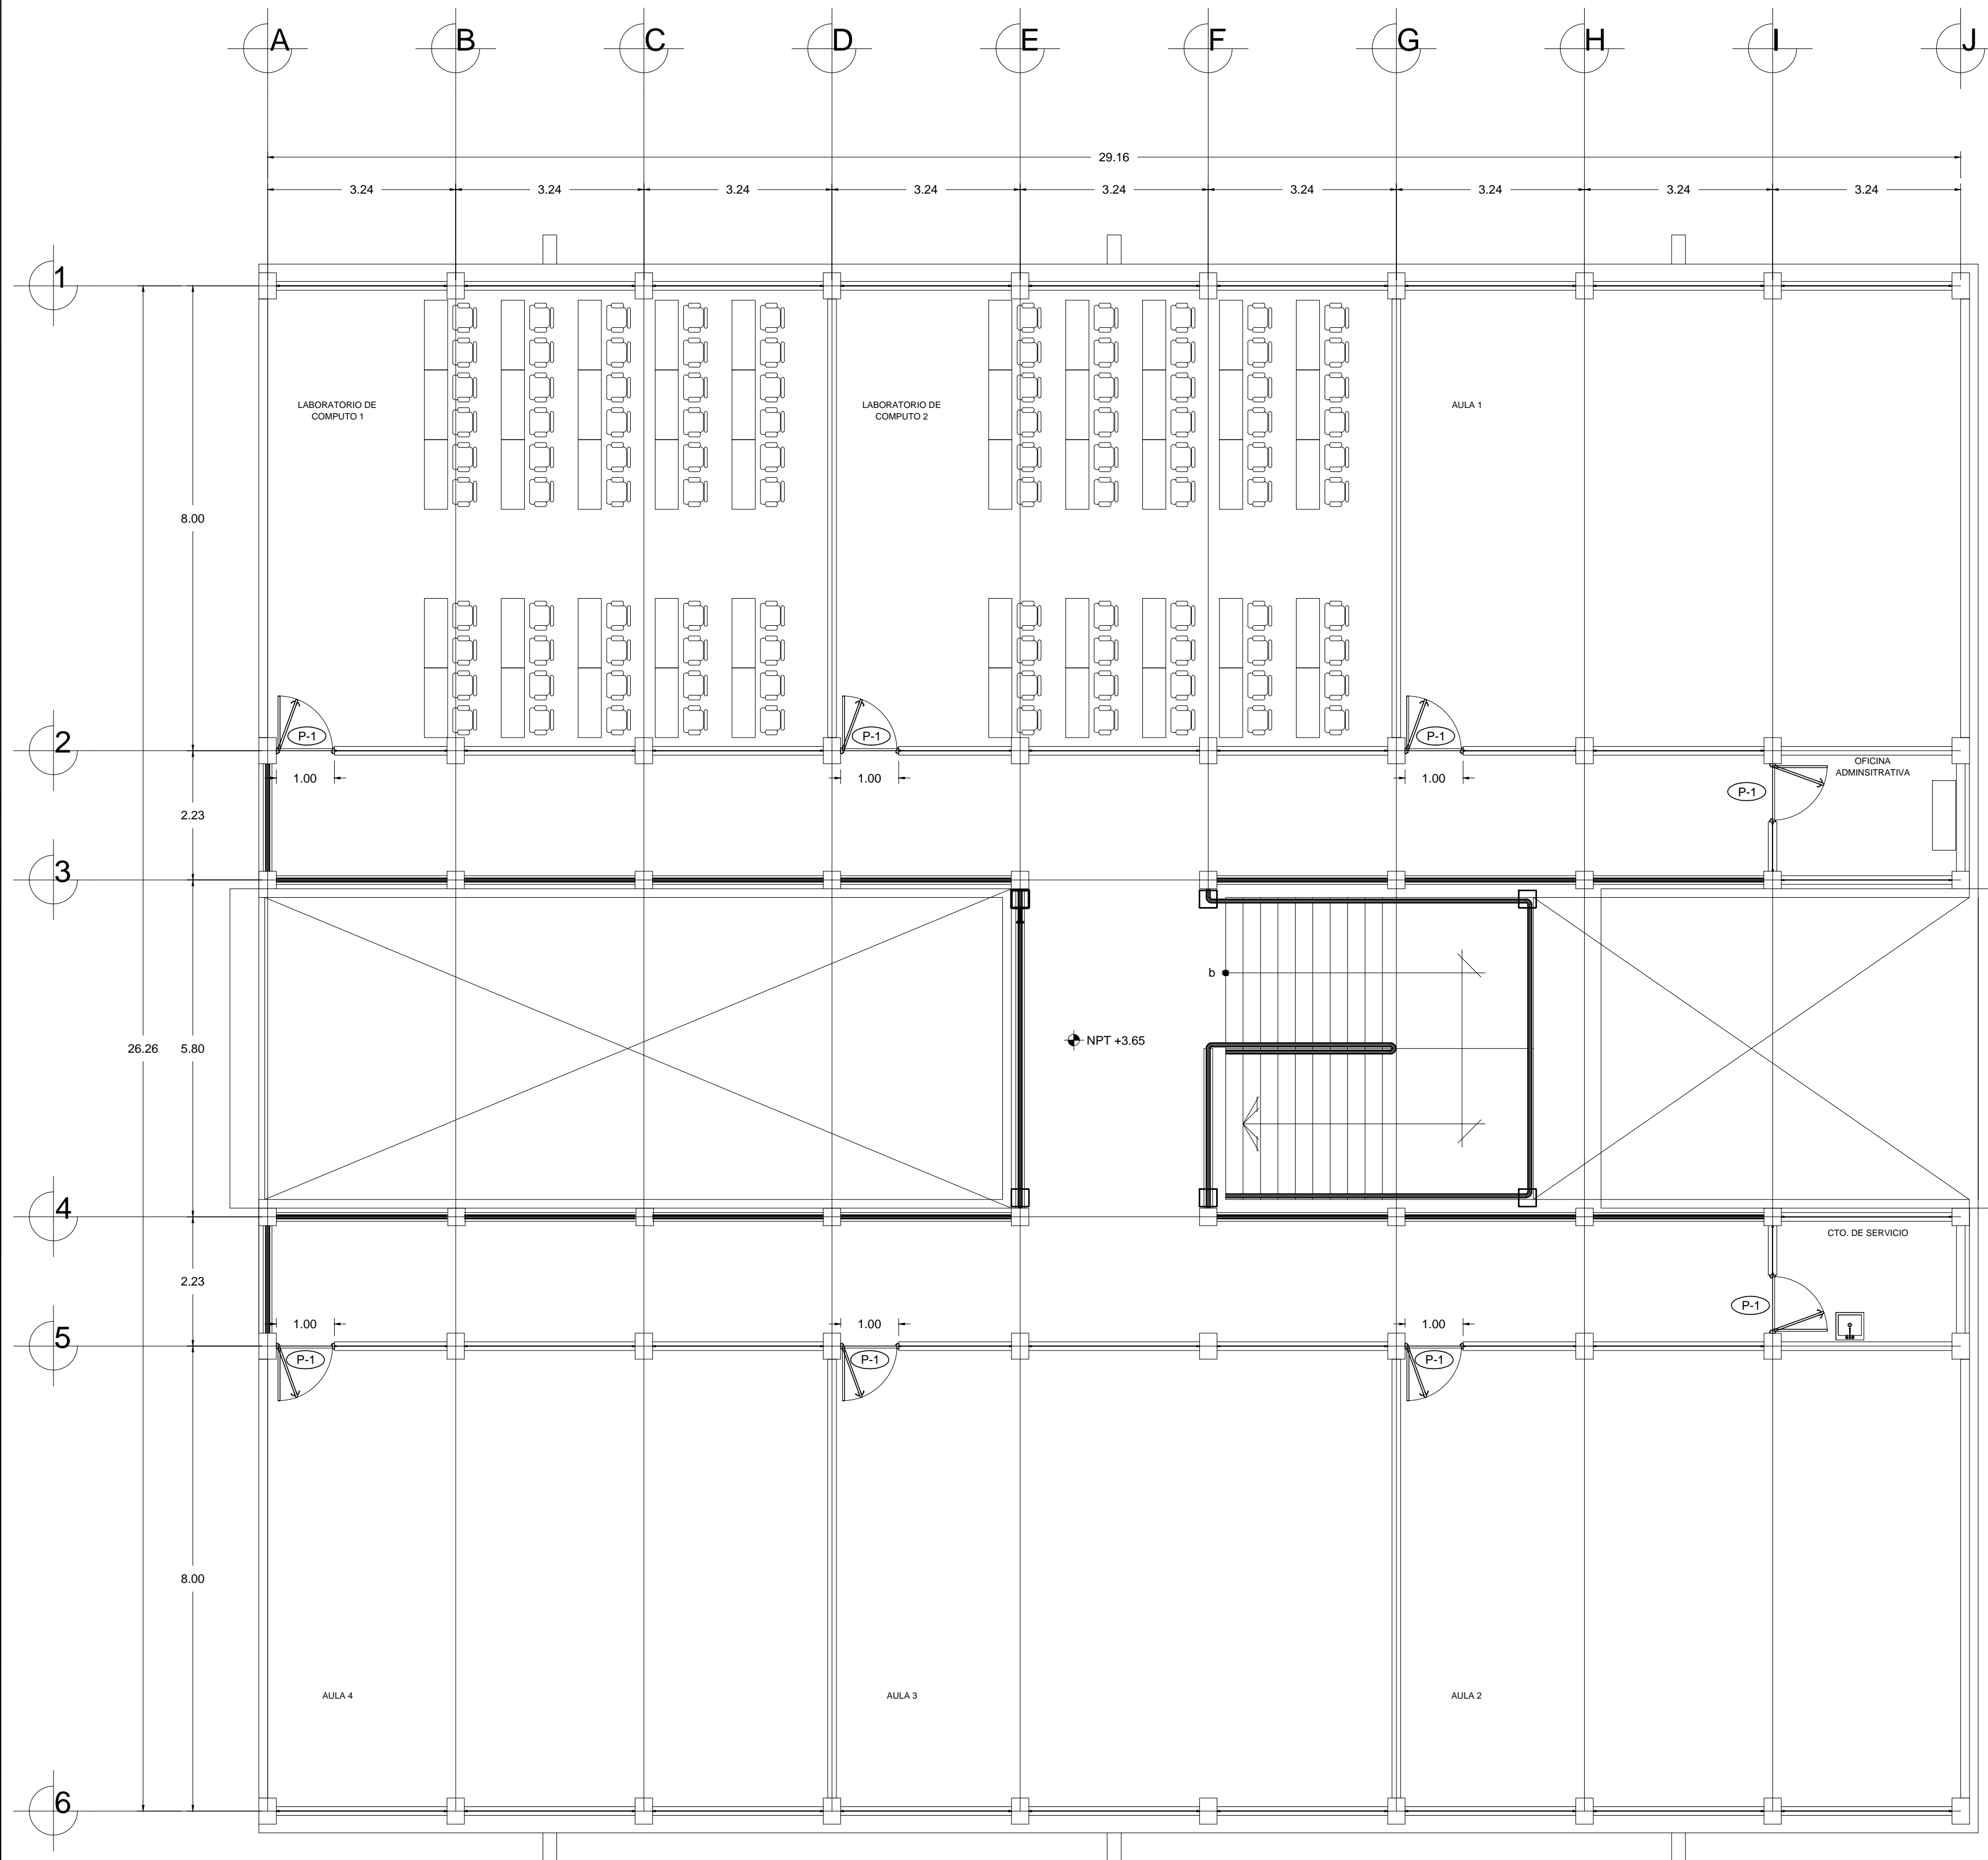 A B C D E F G H I J
29.16
3.24 3.24 3.24 3.24 3.24 3.24 3.24 3.24 3.24
1
LABORATORIO DE
COMPUTO 1
LABORATORIO DE
COMPUTO 2
AULA 1
8.00
P-1 P-1 P-1
2
1.00 1.00 1.00
OFICINA
ADMINSITRATIVA
P-1
2.23
3
b
NPT +3.65
26.26 5.80
4
CTO. DE SERVICIO
2.23
P-1
1.00 1.00 1.00
5
P-1 P-1 P-1
8.00
AULA 4 AULA 3 AULA 2
6